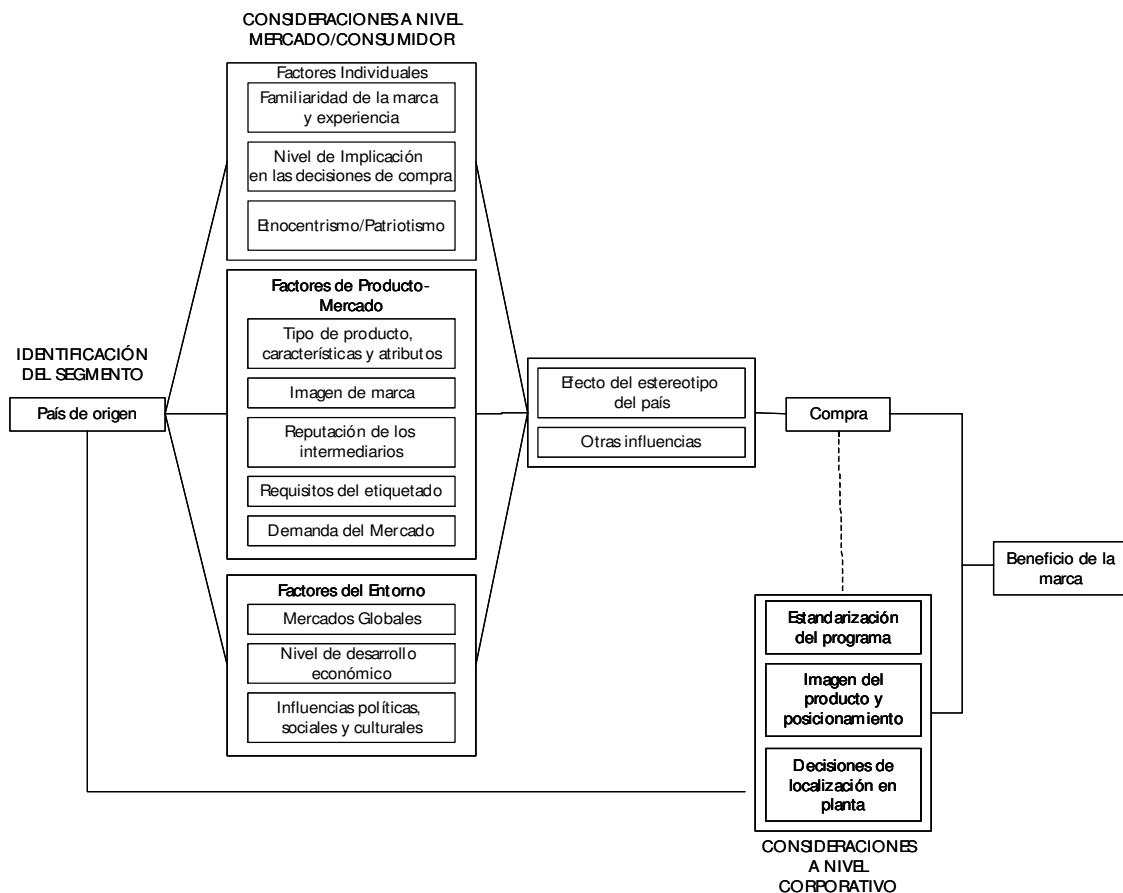 CONSIDERACIONES A NIVEL
MERCADO/CONSUMIDOR
Factores Individuales
Familiaridad de la marca
y experiencia
Nivel de Implicación
en las decisiones de compra
Etnocentrismo/Patriotismo
Factores de Producto-
Mercado
Tipo de producto,
características y atributos
Imagen de marca
Reputación de los
intermediarios
Requisitos del etiquetado
Demanda del Mercado
Factores del Entorno
Mercados Globales
Nivel de desarrollo
económico
Influencias políticas,
sociales y culturales
IDENTIFICACIÓN
DEL SEGMENTO
País de origen
Efecto del estereotipo
del país
Otras influencias
Compra
Beneficio de la
marca
Estandarización
del programa
Imagen del
producto y
posicionamiento
Decisiones de
localización en
planta
CONSIDERACIONES
A NIVEL
CORPORATIVO